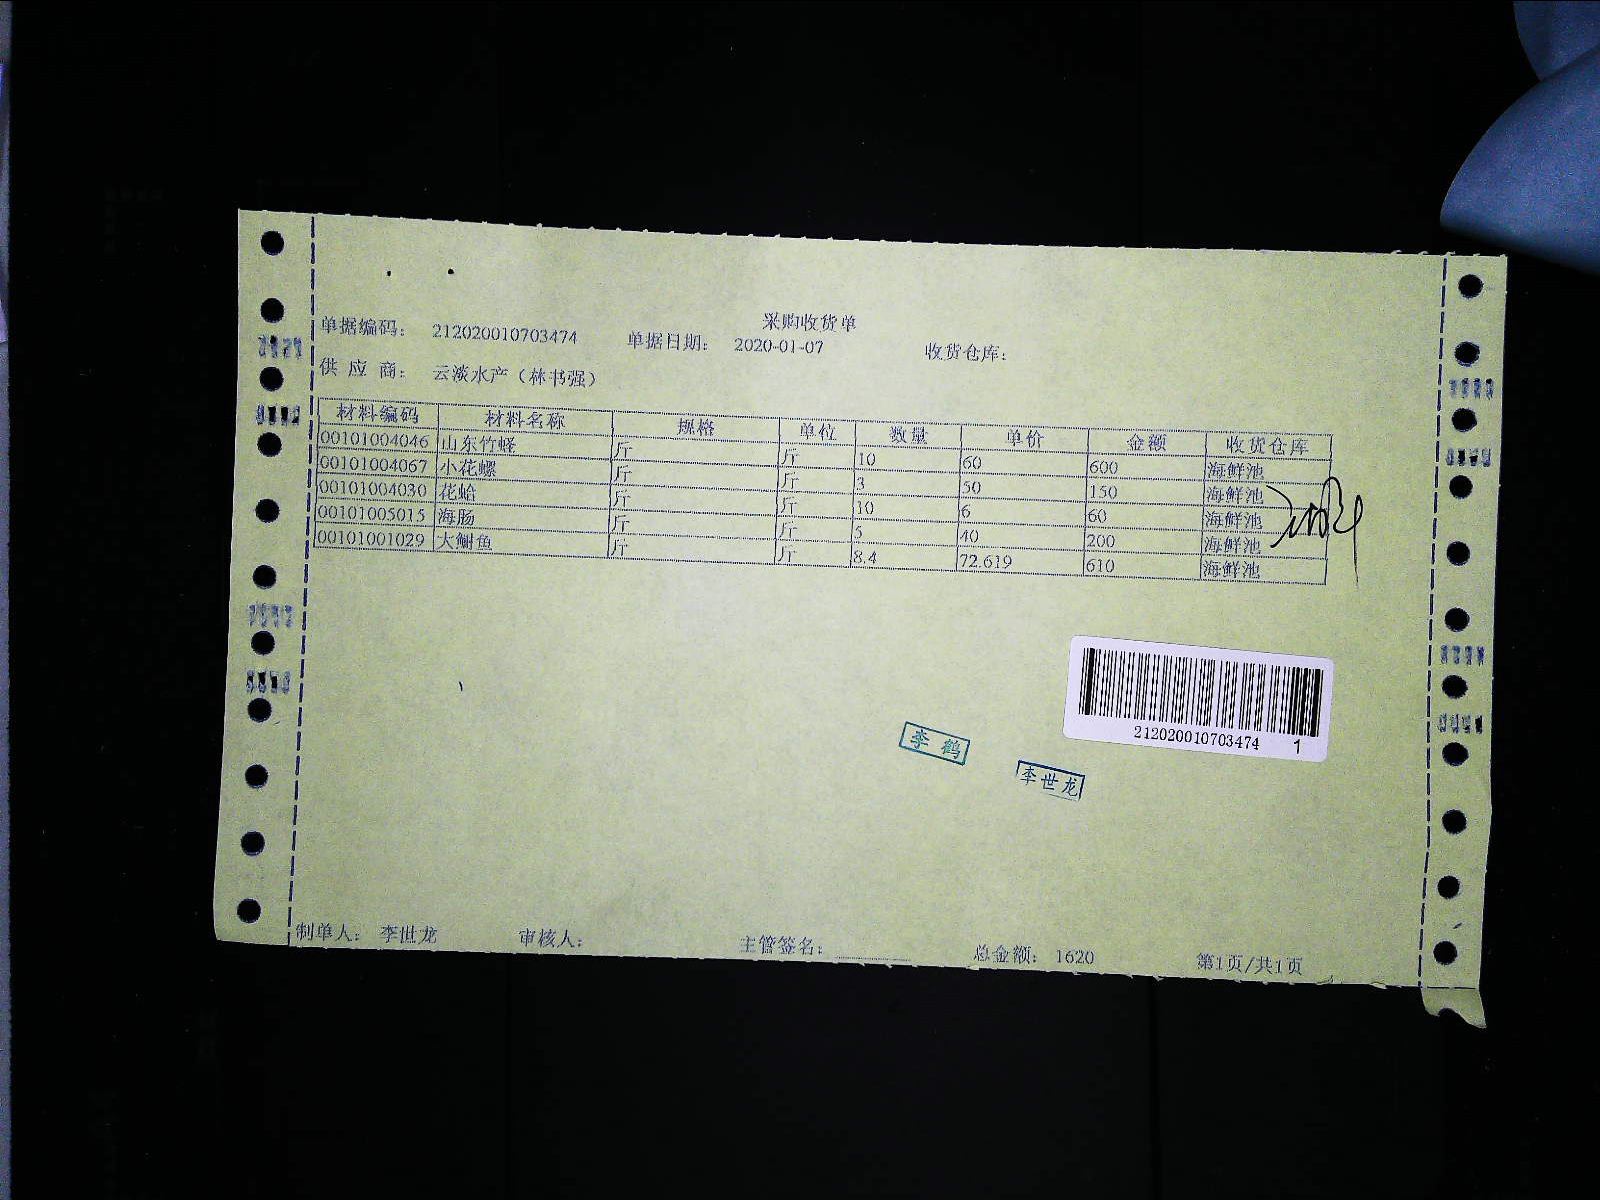 采购收货单
单据编码： 212020010703474 单据日期： 2020-01-07 收货仓库：
供 应 商： 云淡水产（林书强）
材料编码 材料名称 规格 单位 数量 单价 金额 收货仓库
00101004046 山东竹蛏 斤 斤 10 60 600 海鲜池
00101004067 小花螺 斤 斤 3 50 150 海鲜池
00101004030 花蛤 斤 斤 10 6 60 海鲜池
00101005015 海肠 斤 斤 5 40 200 海鲜池
00101001029 大鲥鱼 斤 斤 8.4 72.619 610 海鲜池
212020010703474 1
李鹤
李世龙
制单人： 李世龙 审核人： 主管签名： 总金额： 1620 第1页/共1页